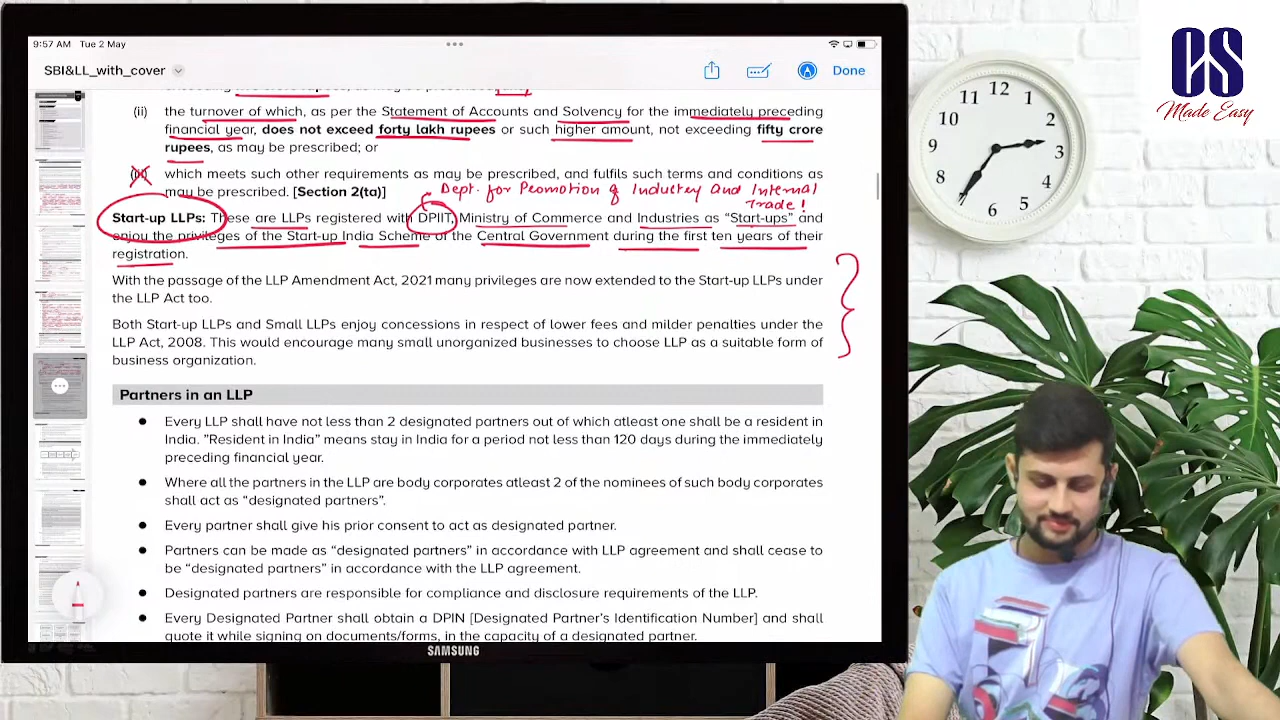 9:57 AM Tue 2 May
SBI&LL_with_cover
Done
(ii) the turnover of which, as per the Statement of Accounts and Solvency for the immediate preceding
financial year, does not exceed forty lakh rupees or such higher amount, not exceeding fifty crore
rupees, as may be prescribed; or
which meets such other requirements as may be prescribed, and fulfils such terms and conditions as
may be prescribed. [Section 2(ta)]
Dept for Promotion of Industry And Internal
Trade!
Start-up LLPs: These are LLPs registered with DPIIT, Ministry of Commerce and Industries as “Start-ups” and
enjoy the privileges of the Start-up India Scheme of the Central Government during the first ten years of their
registration.
With the passage of the LLP Amendment Act, 2021 many privileges are now extended to the Start-up LLPs under
the LLP Act too.
Both Start-up LLPs and Small LLPs enjoy concessions in respect of lower fees and lower penalties under the
LLP Act, 2008. This would encourage many small unorganised businesses to choose LLP as a suitable form of
business organization.
Partners in an LLP
Every LLP shall have not less than 2 designated partners out of which atleast one shall be resident in
India. “Resident in India” means stay in India for a period not less than 120 days during the immediately
preceding financial year.
Where all the partners in the LLP are body corporates atleast 2 of the nominees of such body corporates
shall act as “designated partners”.
Every partner shall give a prior consent to act as designated partner.
Partners can be made as “designated partners” in accordance with LLP agreement and will cease to
be “designated partners” in accordance with the LLP agreement.
Designated partners are responsible for compliance and disclosure requirements of the LLP.
Every Designated Partner shall obtain a DPIN [Designated Partner's Identification Number] and shall
quote it in signing all documents/forms, in the capacity of a designated partner.
SAMSUNG
CS
Made Easy
12
1
2
3
4
5
6
7
8
9
10
11